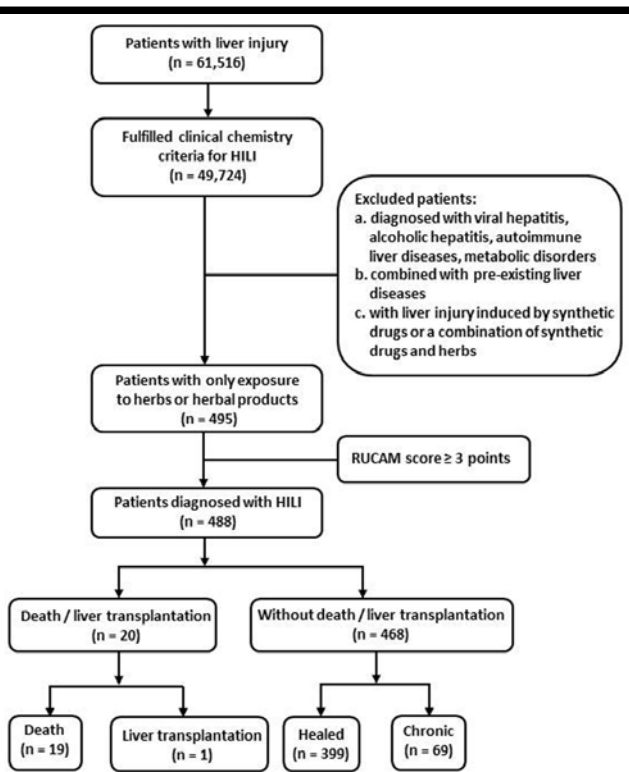 Patients with liver injury
(n = 61,516)
Fulfilled clinical chemistry
criteria for HILI
(n = 49,724)
Excluded patients:
a. diagnosed with viral hepatitis,
alcoholic hepatitis, autoimmune
liver diseases, metabolic disorders
b. combined with pre-existing liver
diseases
c. with liver injury induced by synthetic
drugs or a combination of synthetic
drugs and herbs
Patients with only exposure
to herbs or herbal products
(n = 495)
RUCAM score ≥ 3 points
Patients diagnosed with HILI
(n = 488)
Death / liver transplantation
(n = 20)
Without death / liver transplantation
(n = 468)
Death
(n = 19)
Liver transplantation
(n = 1)
Healed
(n = 399)
Chronic
(n = 69)